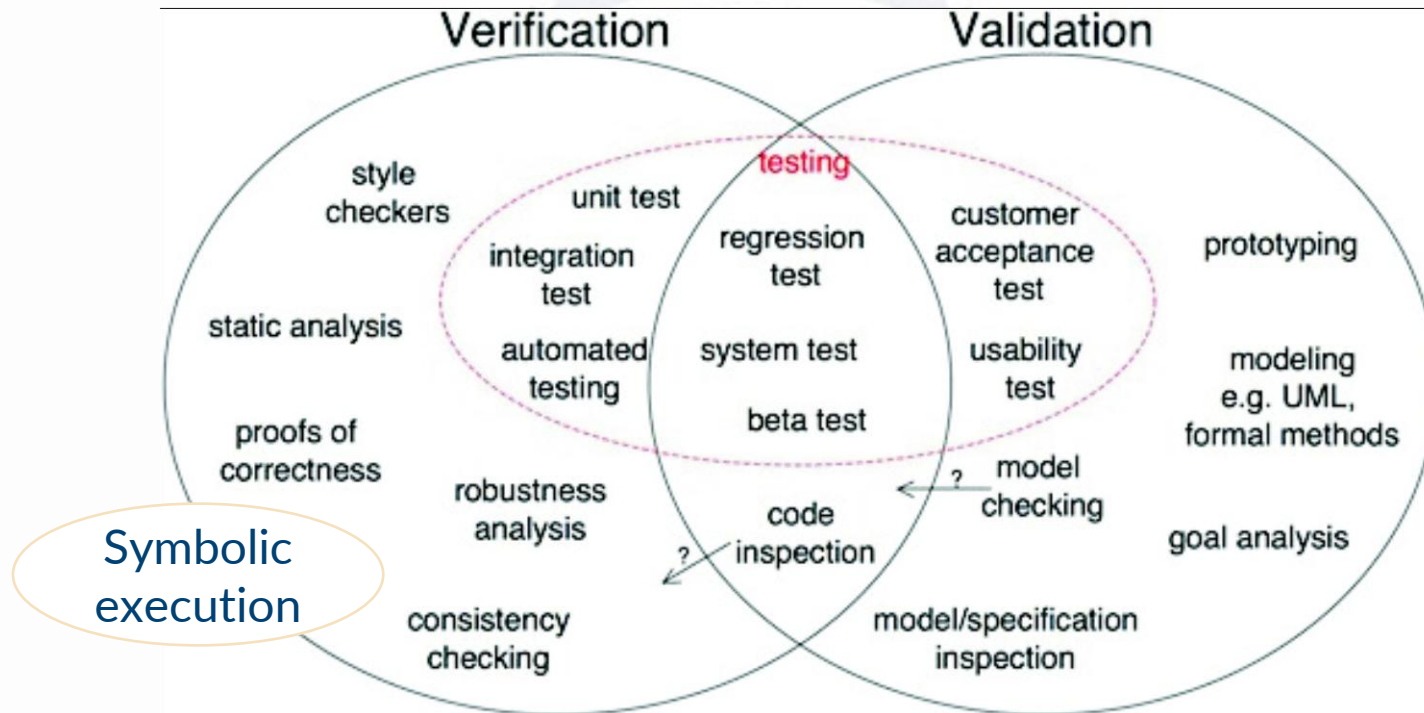 Verification
Validation
testing
style
checkers
unit test
integration
test
regression
test
customer
acceptance
test
prototyping
static analysis
automated
testing
system test
usability
test
modeling
e.g. UML,
formal methods
beta test
proofs of
correctness
robustness
analysis
code
inspection
?
model
checking
?
goal analysis
Symbolic
execution
consistency
checking
model/specification
inspection